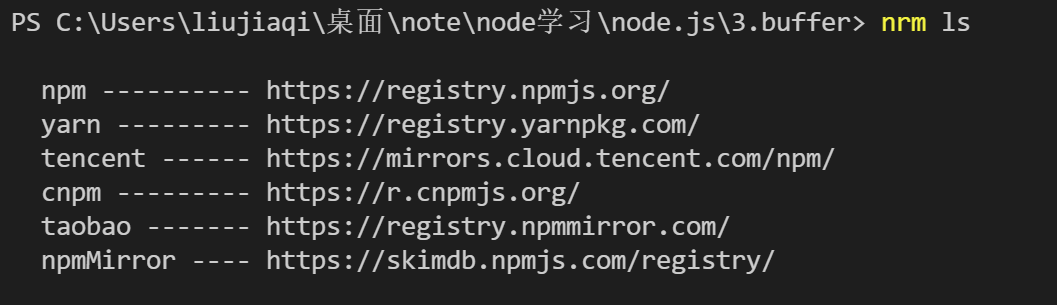 PS C:\Users\liujiaqi\桌面\note\node学习\node.js\3.buffer> nrm ls
npm ---------- https://registry.npmjs.org/
yarn --------- https://registry.yarnpkg.com/
tencent ------ https://mirrors.cloud.tencent.com/npm/
cnpm --------- https://r.cnpmjs.org/
taobao ------- https://registry.npmmirror.com/
npmMirror ---- https://skimdb.npmjs.com/registry/